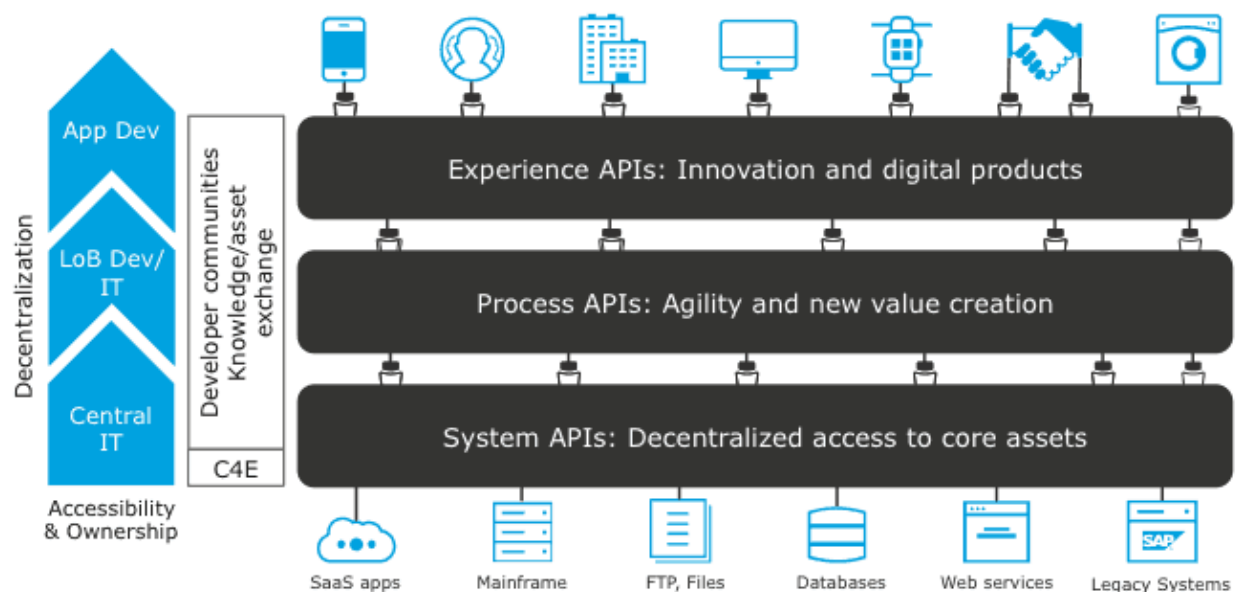 Decentralization
App Dev
LoB Dev/
IT
Central
IT
Accessibility
& Ownership
Developer communities
Knowledge/asset
exchange
C4E
Experience APIs: Innovation and digital products
Process APIs: Agility and new value creation
System APIs: Decentralized access to core assets
SaaS apps
Mainframe
FTP, Files
Databases
Web services
SAP
Legacy Systems